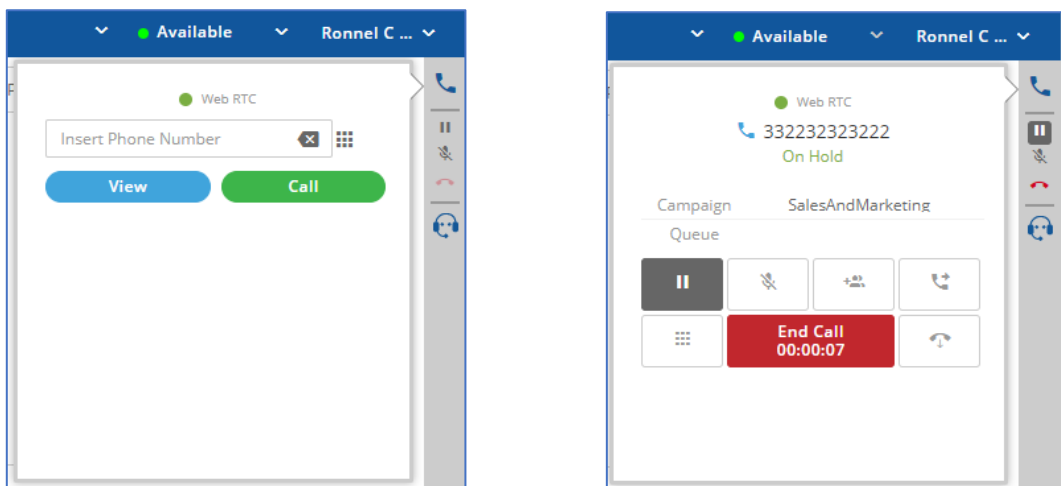 Available
Ronnel C ...
Web RTC
Insert Phone Number
View
Call
Available
Ronnel C ...
Web RTC
332232323222
On Hold
Campaign SalesAndMarketing
Queue
End Call
00:00:07